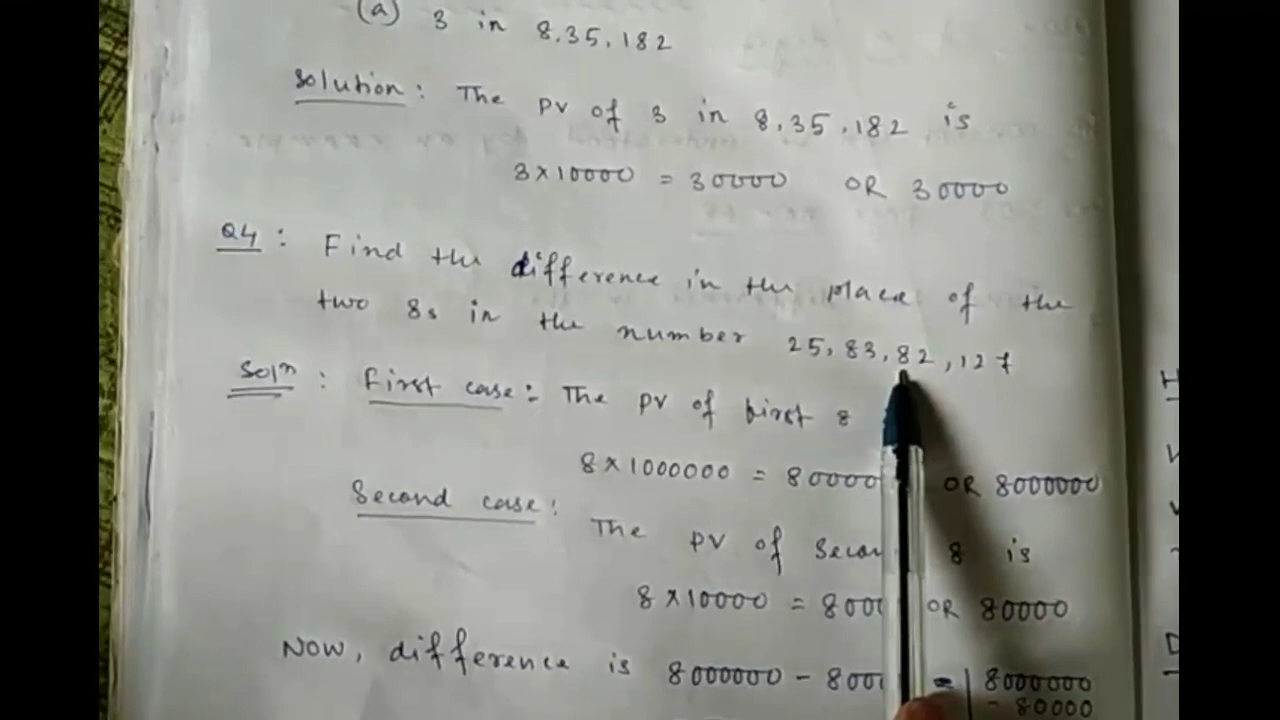 (a) 3 in 8,35,182
Solution: The PV of 3 in 8,35,182 is
3×10000 = 30000 OR 30000
Q4: Find the difference in the place of the
two 8s in the number 25,83,82,127
Solⁿ: First case:- The PV of first 8
8×1000000 = 80000 OR 8000000
Second case: The PV of Secon 8 is
8×10000 = 800 OR 80000
Now, difference is 8000000 - 800 = 8000000
- 80000